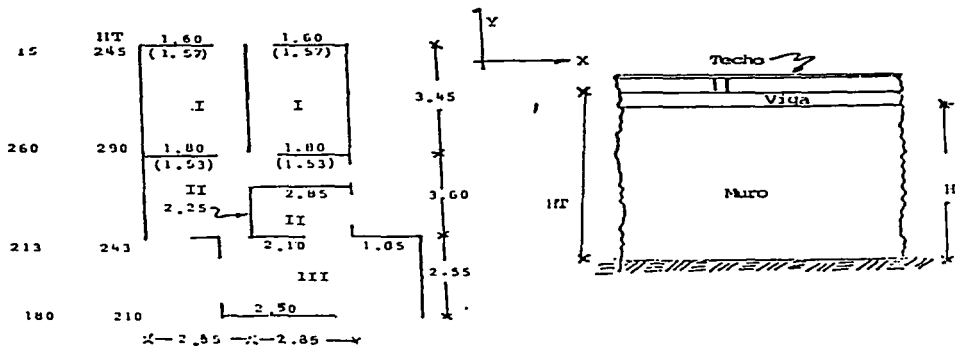 HT 1.60 1.60 Y
15 245 (1.57) (1.57) X
Techo
3.45 Viga
I I
260 290 1.80 1.80
(1.53) (1.53)
II 2.85 3.60 HT Muro H
2.25 II
213 243 2.10 1.05
III 2.55
180 210 2.50
2.85 2.85